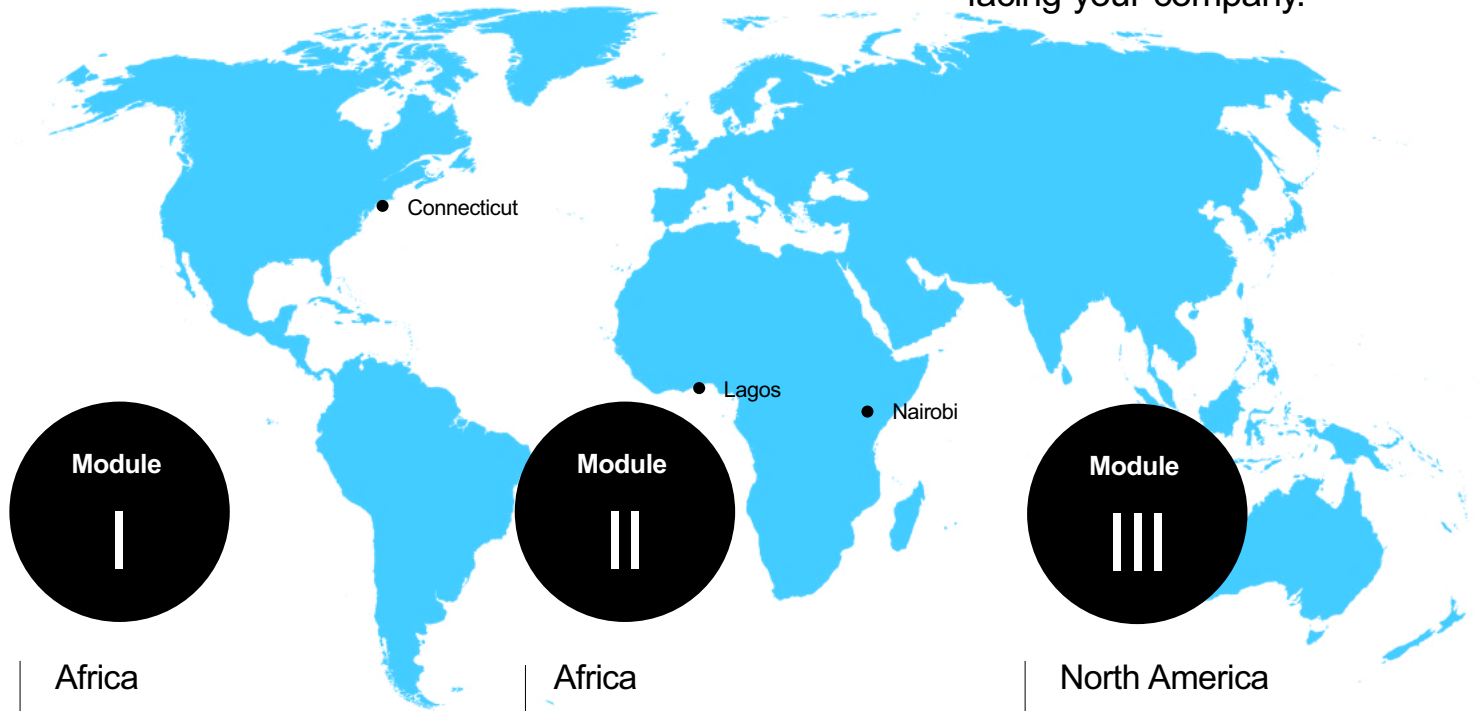 facing your company.
Connecticut
Lagos
Nairobi
Module
I
Module
II
Module
III
Africa
Africa
North America